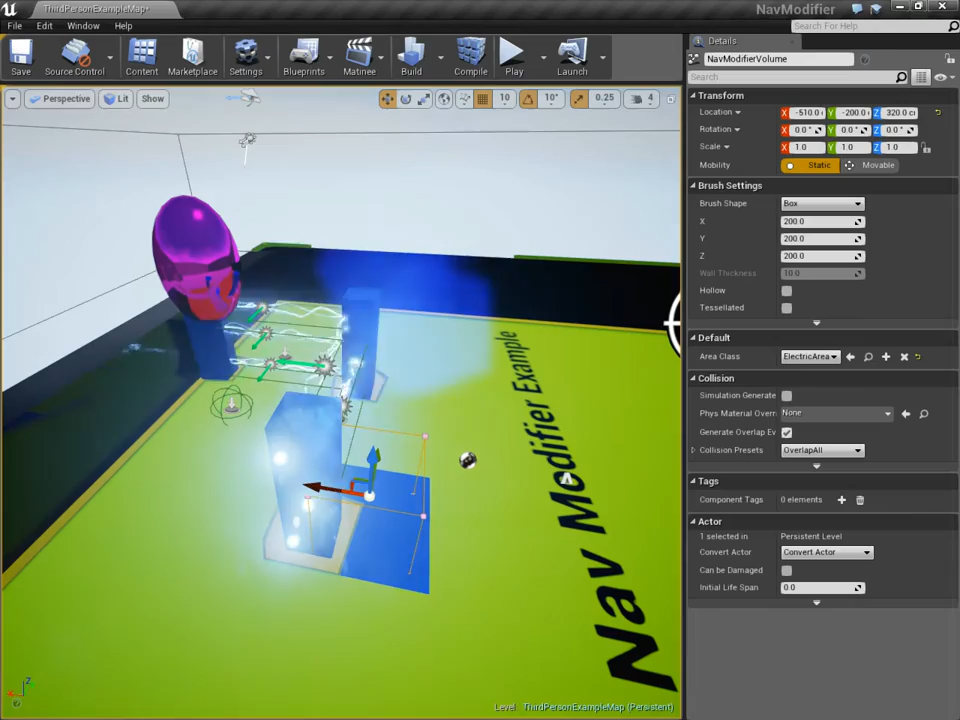 ThirdPersonExampleMap*
NavModifier
File Edit Window Help
Search For Help
Save Source Control Content Marketplace Settings Blueprints Matinee Build Compile Play Launch
Details
NavModifierVolume
Search
Perspective Lit Show 10 10° 0.25 4
Transform
Location X -510.0 Y -200.0 Z 320.0 c
Rotation X 0.0 ° Y 0.0 ° Z 0.0 °
Scale X 1.0 Y 1.0 Z 1.0
Mobility Static Movable
Brush Settings
Brush Shape Box
X 200.0
Y 200.0
Z 200.0
Wall Thickness 10.0
Hollow
Tessellated
Default
Area Class ElectricArea
Collision
Simulation Generate
Phys Material Overr None
Generate Overlap Ev
Collision Presets OverlapAll
Tags
Component Tags 0 elements
Actor
1 selected in Persistent Level
Convert Actor Convert Actor
Can be Damaged
Initial Life Span 0.0
Nav Modifier Example
X Z
Level: ThirdPersonExampleMap (Persistent)